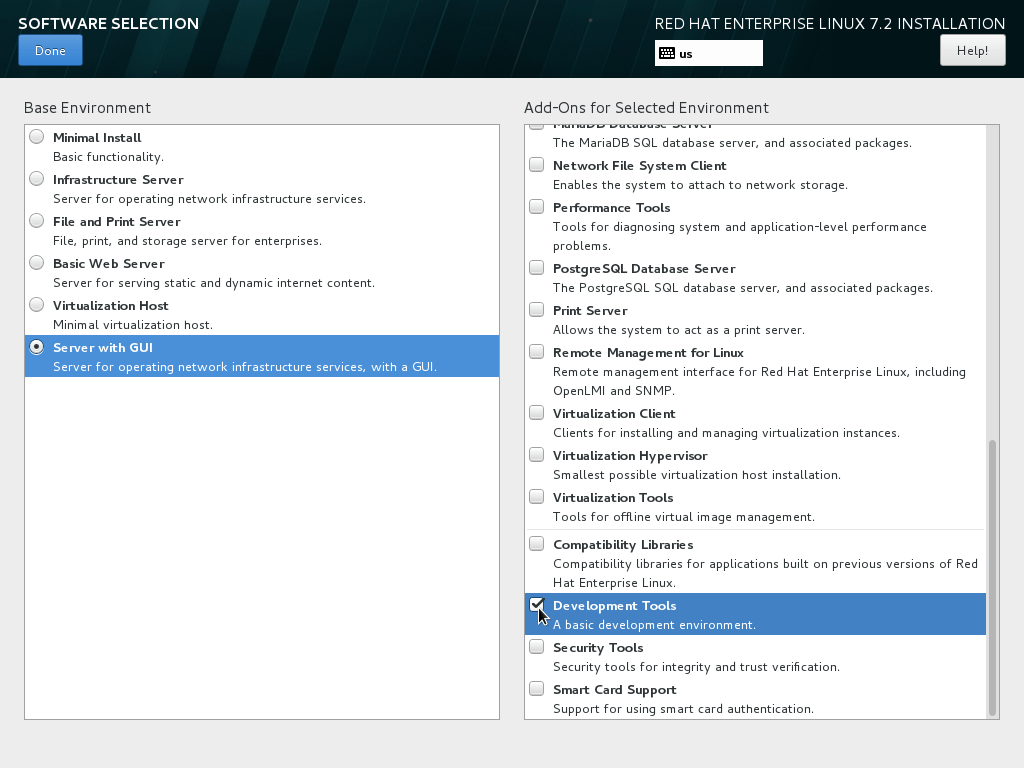 SOFTWARE SELECTION
RED HAT ENTERPRISE LINUX 7.2 INSTALLATION
Done
us
Help!
Base Environment
Minimal Install
Basic functionality.
Infrastructure Server
Server for operating network infrastructure services.
File and Print Server
File, print, and storage server for enterprises.
Basic Web Server
Server for serving static and dynamic internet content.
Virtualization Host
Minimal virtualization host.
Server with GUI
Server for operating network infrastructure services, with a GUI.
Add-Ons for Selected Environment
MariaDB Database Server
The MariaDB SQL database server, and associated packages.
Network File System Client
Enables the system to attach to network storage.
Performance Tools
Tools for diagnosing system and application-level performance
problems.
PostgreSQL Database Server
The PostgreSQL SQL database server, and associated packages.
Print Server
Allows the system to act as a print server.
Remote Management for Linux
Remote management interface for Red Hat Enterprise Linux, including
OpenLMI and SNMP.
Virtualization Client
Clients for installing and managing virtualization instances.
Virtualization Hypervisor
Smallest possible virtualization host installation.
Virtualization Tools
Tools for offline virtual image management.
Compatibility Libraries
Compatibility libraries for applications built on previous versions of Red
Hat Enterprise Linux.
Development Tools
A basic development environment.
Security Tools
Security tools for integrity and trust verification.
Smart Card Support
Support for using smart card authentication.